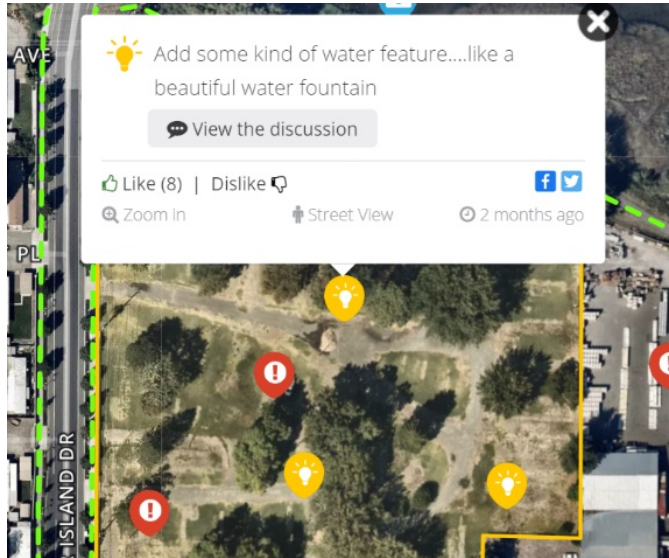 AVE
Add some kind of water feature....like a
beautiful water fountain
View the discussion
Like (8) | Dislike
Zoom In Street View 2 months ago
PL
ISLAND DR